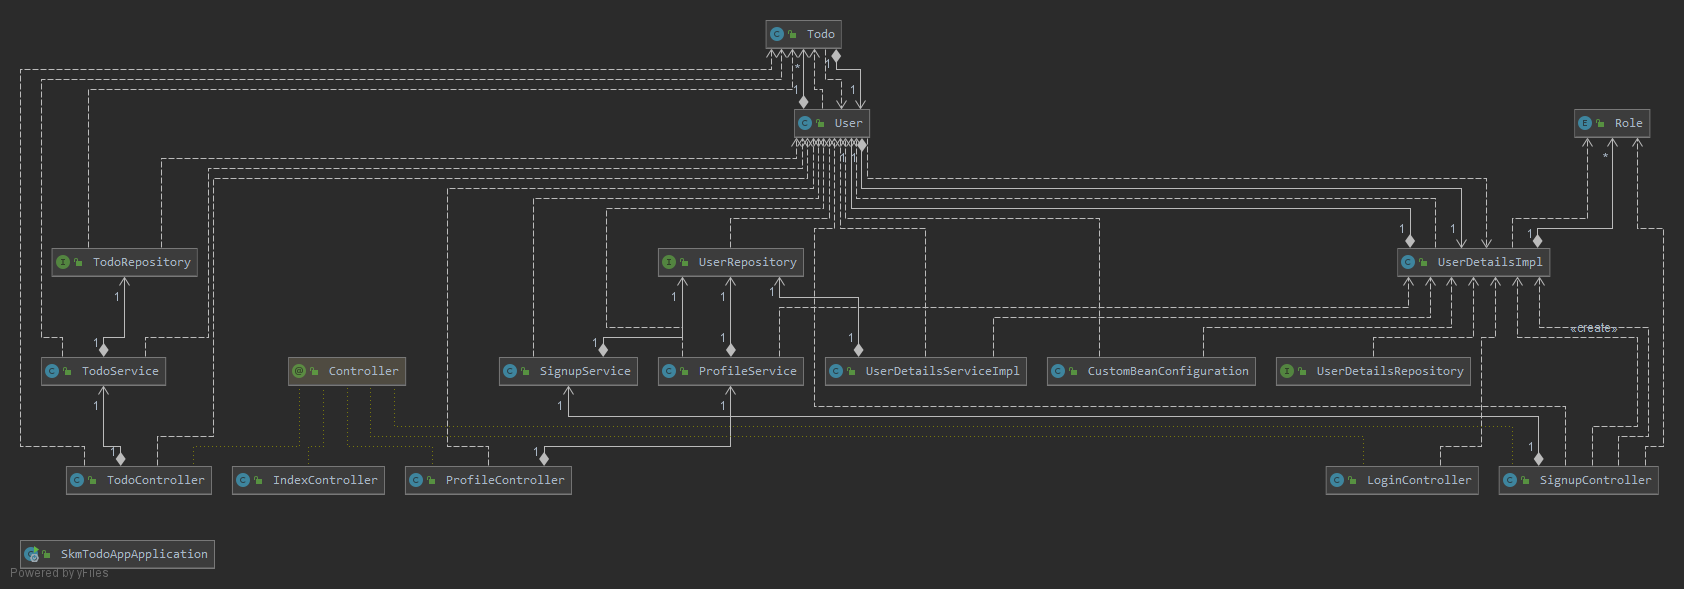 Todo
*
1
1
1
User
Role
*
1
1
1
1
1
TodoRepository
UserRepository
UserDetailsImpl
1
1
1
1
«create»
1
1
1
1
TodoService
Controller
SignupService
ProfileService
UserDetailsServiceImpl
CustomBeanConfiguration
UserDetailsRepository
1
1
1
1
1
1
TodoController
IndexController
ProfileController
LoginController
SignupController
SkmTodoAppApplication
Powered by yFiles